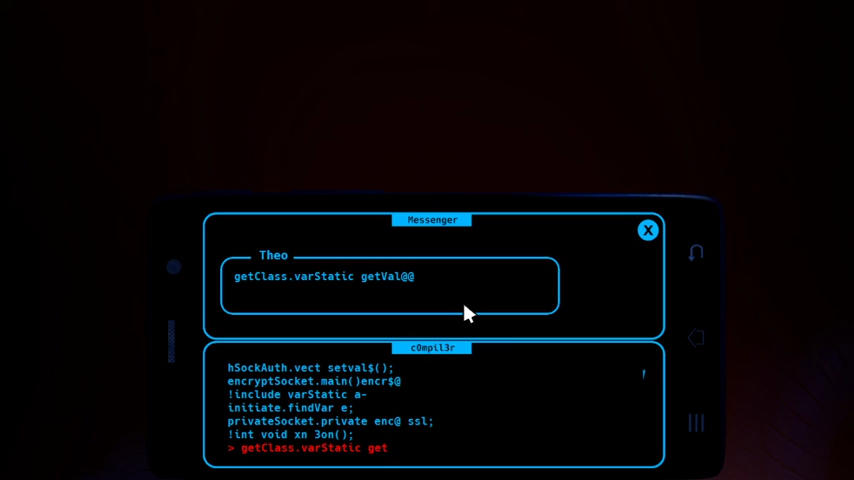 Messenger
X
Theo
getClass.varStatic getVal@@
c0mpil3r
hSockAuth.vect setval$();
encryptSocket.main()encr$@
!include varStatic a-
initiate.findVar e;
privateSocket.private enc@ ssl;
!int void xn 3on();
> getClass.varStatic get